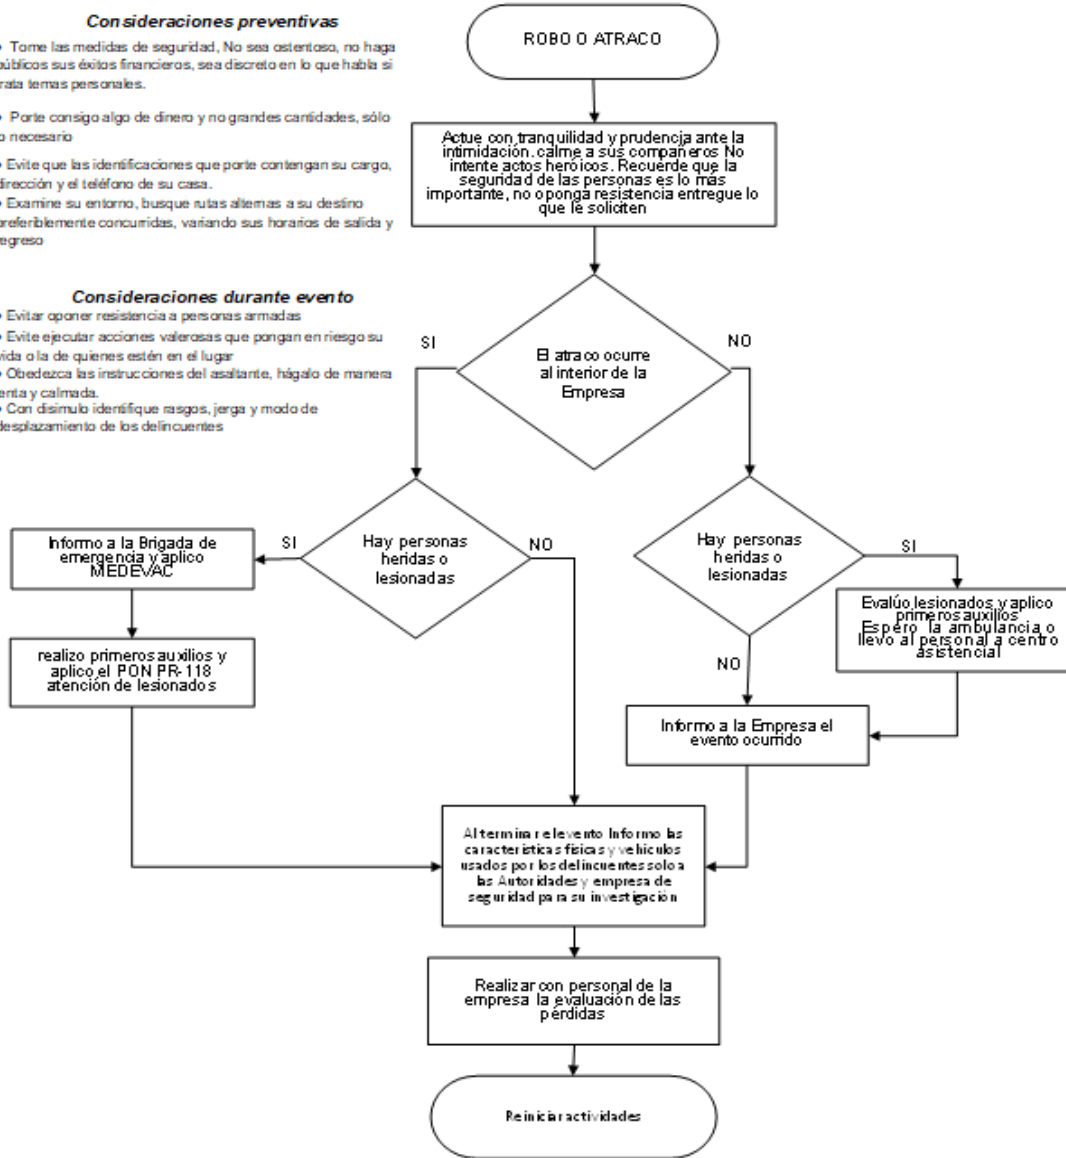 Consideraciones preventivas
• Tome las medidas de seguridad, No sea ostentoso, no haga
públicos sus éxitos financieros, sea discreto en lo que habla si
trata temas personales.
• Porte consigo algo de dinero y no grandes cantidades, sólo
lo necesario
• Evite que las identificaciones que porte contengan su cargo,
dirección y el teléfono de su casa.
• Examine su entorno, busque rutas alternas a su destino
preferiblemente concurridas, variando sus horarios de salida y
regreso
Consideraciones durante evento
• Evitar oponer resistencia a personas armadas
• Evite ejecutar acciones valerosas que pongan en riesgo su
vida o la de quienes estén en el lugar
• Obedezca las instrucciones del asaltante, hágalo de manera
lenta y calmada.
• Con disimulo identifique rasgos, jerga y modo de
desplazamiento de los delincuentes
ROBO O ATRACO
Actue con tranquilidad y prudencia ante la
intimidación. calme a sus compañeros No
intente actos heróicos. Recuerde que la
seguridad de las personas es lo más
importante, no oponga resistencia entregue lo
que le soliciten
El atraco ocurre
al interior de la
Empresa
SI
NO
Hay personas
heridas o
lesionadas
SI
NO
Informo a la Brigada de
emergencia y aplico
MEDEVAC
realizo primeros auxilios y
aplico el PON PR-118
atención de lesionados
Hay personas
heridas o
lesionadas
SI
NO
Evalúo lesionados y aplico
primeros auxilios
Espero la ambulancia o
llevo al personal a centro
asistencial
Informo a la Empresa el
evento ocurrido
Al terminar el evento Informo las
características físicas y vehículos
usados por los delincuentes solo a
las Autoridades y empresa de
seguridad para su investigación
Realizar con personal de la
empresa la evaluación de las
pérdidas
Reiniciar actividades